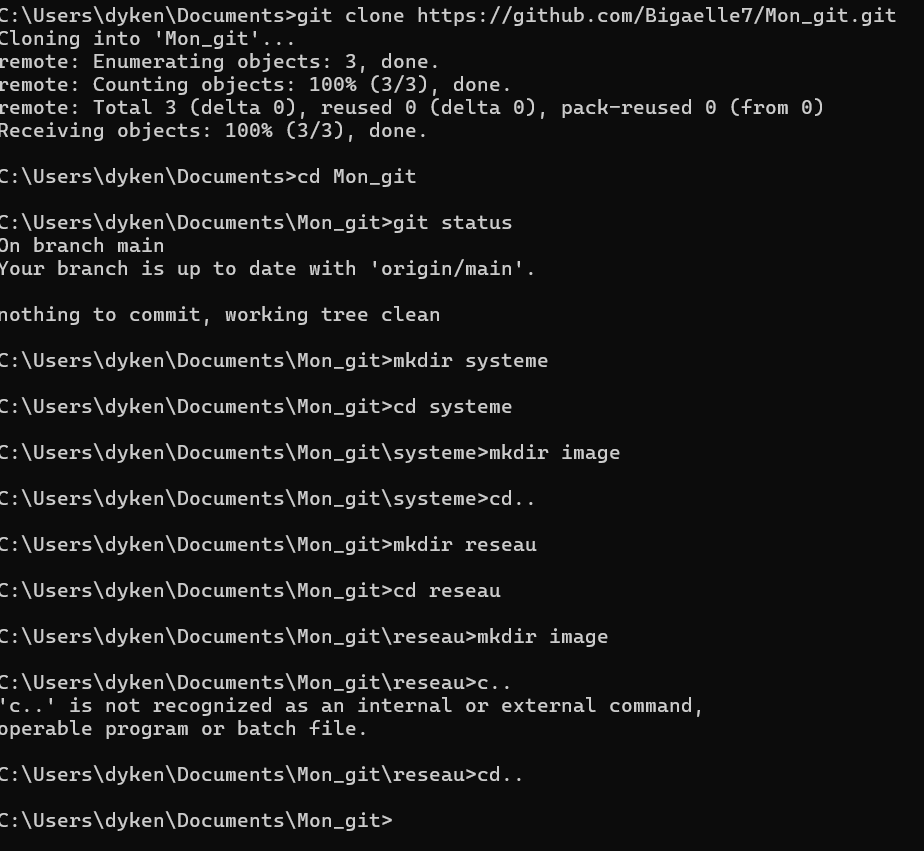 C:\Users\dyken\Documents>git clone https://github.com/Bigaelle7/Mon_git.git
Cloning into 'Mon_git'...
remote: Enumerating objects: 3, done.
remote: Counting objects: 100% (3/3), done.
remote: Total 3 (delta 0), reused 0 (delta 0), pack-reused 0 (from 0)
Receiving objects: 100% (3/3), done.
C:\Users\dyken\Documents>cd Mon_git
C:\Users\dyken\Documents\Mon_git>git status
On branch main
Your branch is up to date with 'origin/main'.
nothing to commit, working tree clean
C:\Users\dyken\Documents\Mon_git>mkdir systeme
C:\Users\dyken\Documents\Mon_git>cd systeme
C:\Users\dyken\Documents\Mon_git\systeme>mkdir image
C:\Users\dyken\Documents\Mon_git\systeme>cd..
C:\Users\dyken\Documents\Mon_git>mkdir reseau
C:\Users\dyken\Documents\Mon_git>cd reseau
C:\Users\dyken\Documents\Mon_git\reseau>mkdir image
C:\Users\dyken\Documents\Mon_git\reseau>c..
'c..' is not recognized as an internal or external command,
operable program or batch file.
C:\Users\dyken\Documents\Mon_git\reseau>cd..
C:\Users\dyken\Documents\Mon_git>